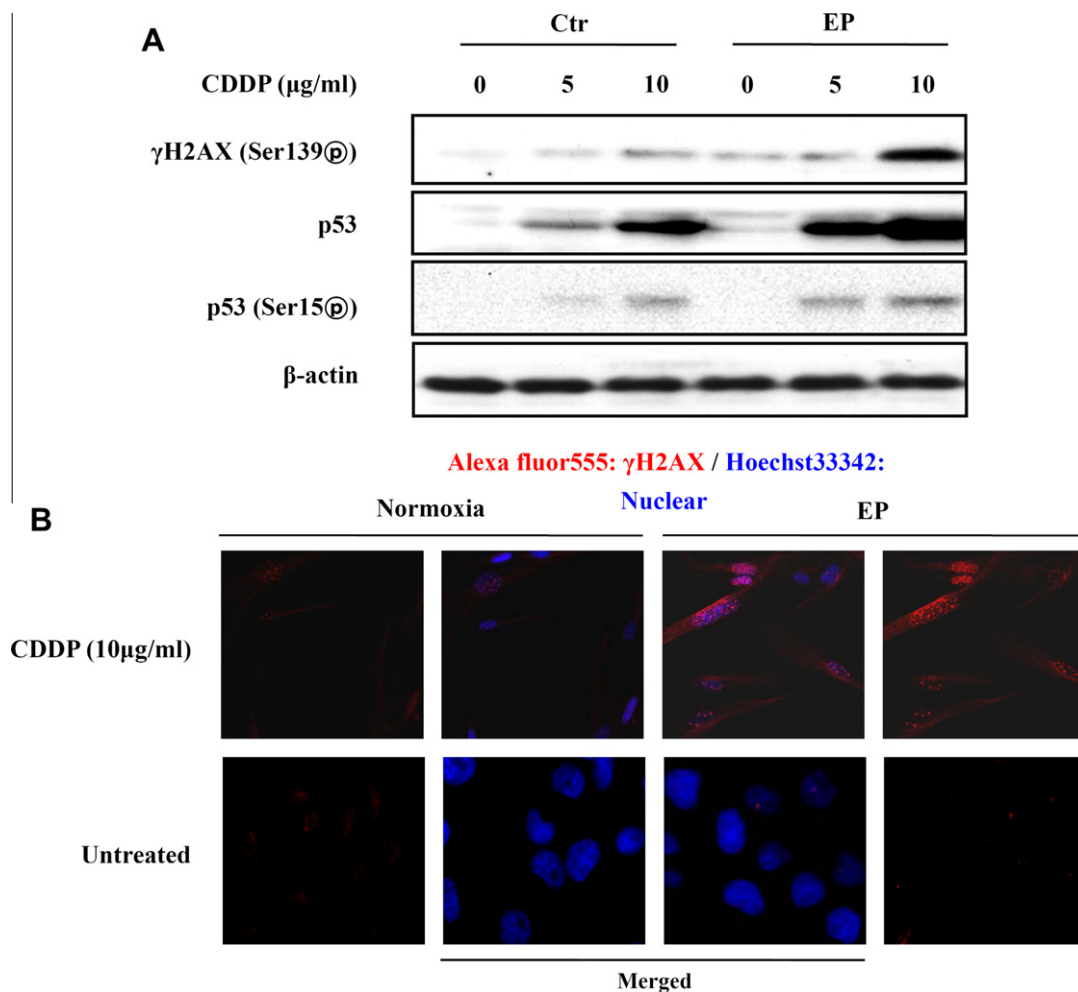 A
Ctr EP
CDDP (μg/ml) 0 5 10 0 5 10
γH2AX (Ser139ⓟ)
p53
p53 (Ser15ⓟ)
β-actin
Alexa fluor555: γH2AX / Hoechst33342:
Nuclear
B
Normoxia EP
CDDP (10μg/ml)
Untreated
Merged